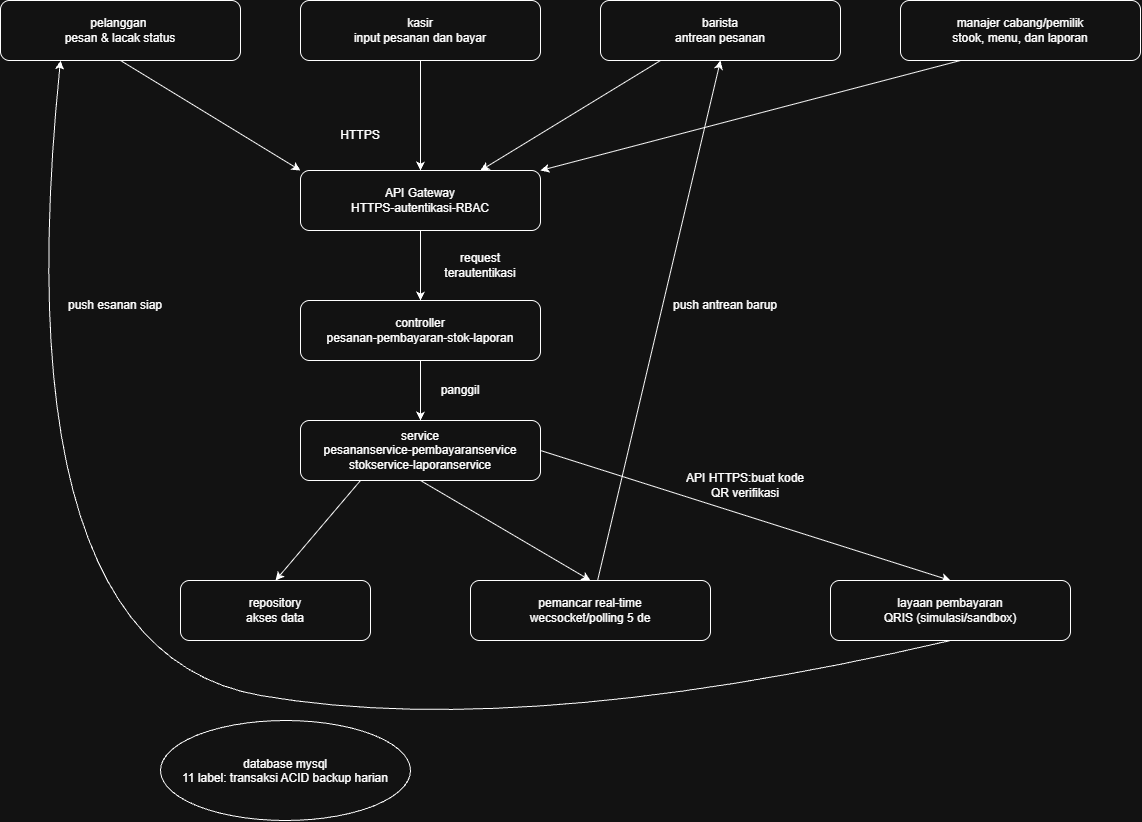 pelanggan
pesan & lacak status
kasir
input pesanan dan bayar
barista
antrean pesanan
manajer cabang/pemilik
stook, menu, dan laporan
HTTPS
API Gateway
HTTPS-autentikasi-RBAC
request
terautentikasi
push esanan siap
push antrean barup
controller
pesanan-pembayaran-stok-laporan
panggil
service
pesananservice-pembayaranservice
stokservice-laporanservice
API HTTPS:buat kode
QR verifikasi
repository
akses data
pemancar real-time
wecsocket/polling 5 de
layaan pembayaran
QRIS (simulasi/sandbox)
database mysql
11 label: transaksi ACID backup harian